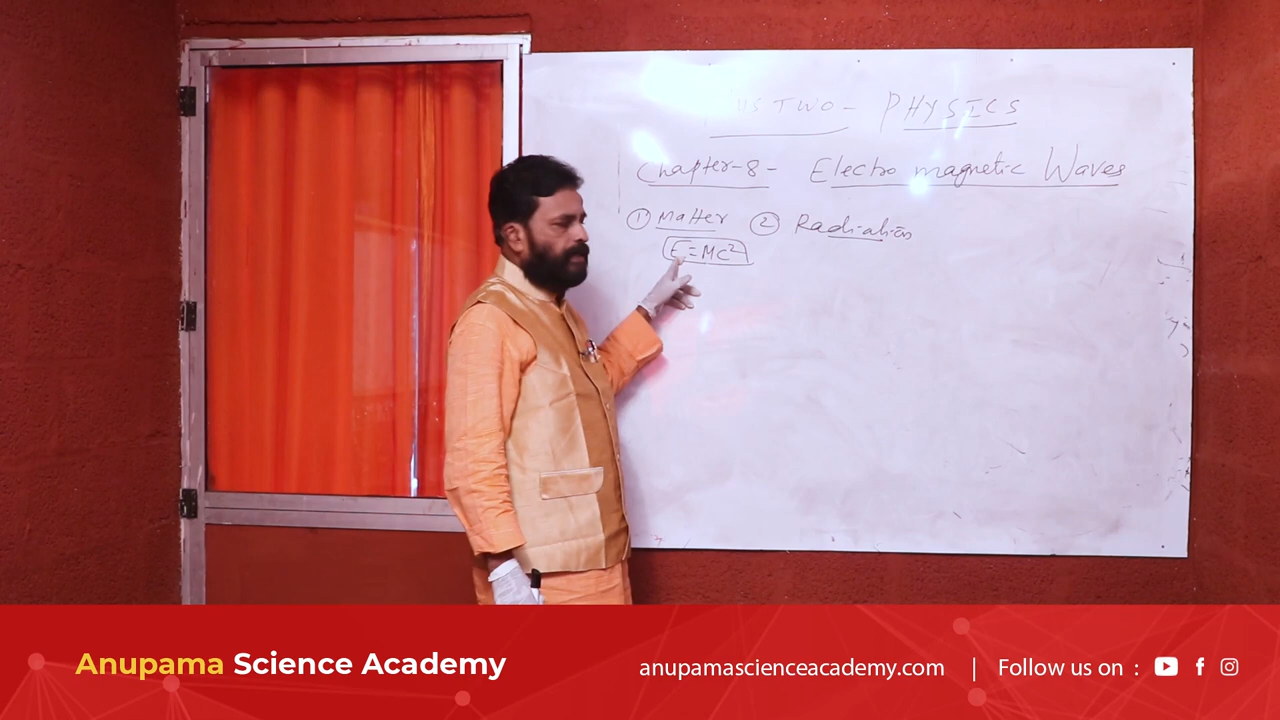 TWO - PHYSICS
Chapter-8 - Electro magnetic Waves
① Matter ② Radiation
E=MC²
Anupama Science Academy
anupamascienceacademy.com | Follow us on :